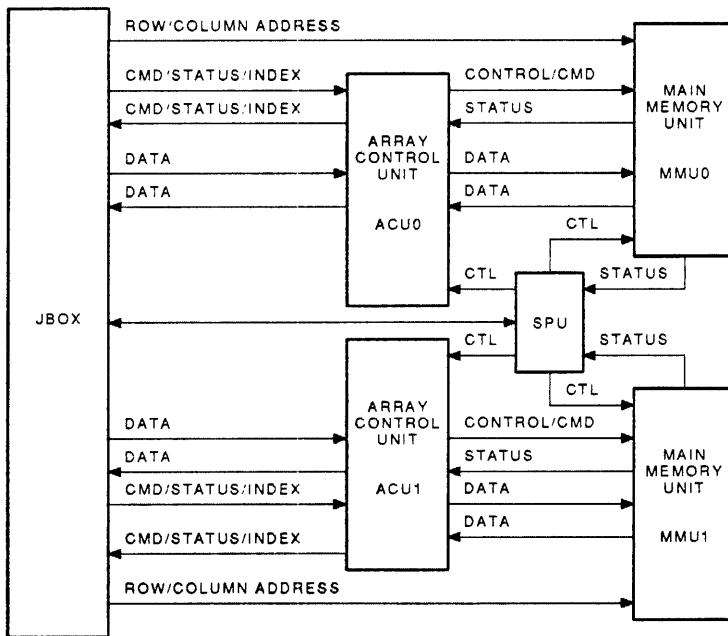 ROW/COLUMN ADDRESS
CMD/STATUS/INDEX
CONTROL/CMD
MAIN
MEMORY
UNIT
CMD/STATUS/INDEX
STATUS
ARRAY
CONTROL
UNIT
DATA
DATA
MMU0
DATA
DATA
ACU0
CTL
CTL
STATUS
JBOX
SPU
CTL
STATUS
CTL
ARRAY
CONTROL
UNIT
DATA
CONTROL/CMD
MAIN
MEMORY
UNIT
DATA
STATUS
CMD/STATUS/INDEX
ACU1
DATA
CMD/STATUS/INDEX
DATA
MMU1
ROW/COLUMN ADDRESS